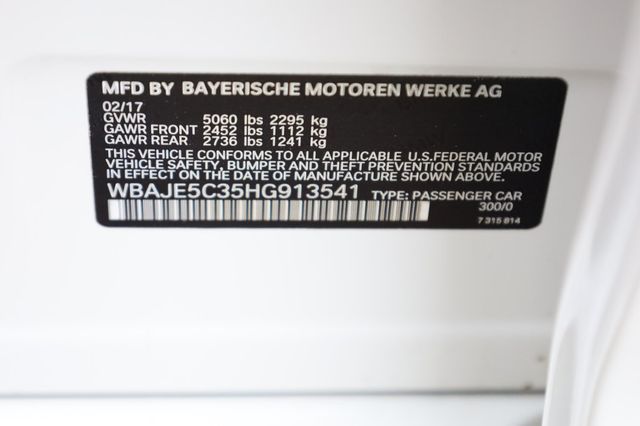 MFD BY BAYERISCHE MOTOREN WERKE AG
02/17
GVWR 5060 lbs 2295 kg
GAWR FRONT 2452 lbs 1112 kg
GAWR REAR 2736 lbs 1241 kg
THIS VEHICLE CONFORMS TO ALL APPLICABLE U.S.FEDERAL MOTOR
VEHICLE SAFETY, BUMPER AND THEFT PREVENTION STANDARDS
IN EFFECT ON THE DATE OF MANUFACTURE SHOWN ABOVE.
WBAJE5C35HG913541 TYPE: PASSENGER CAR
300/0
7 315 814